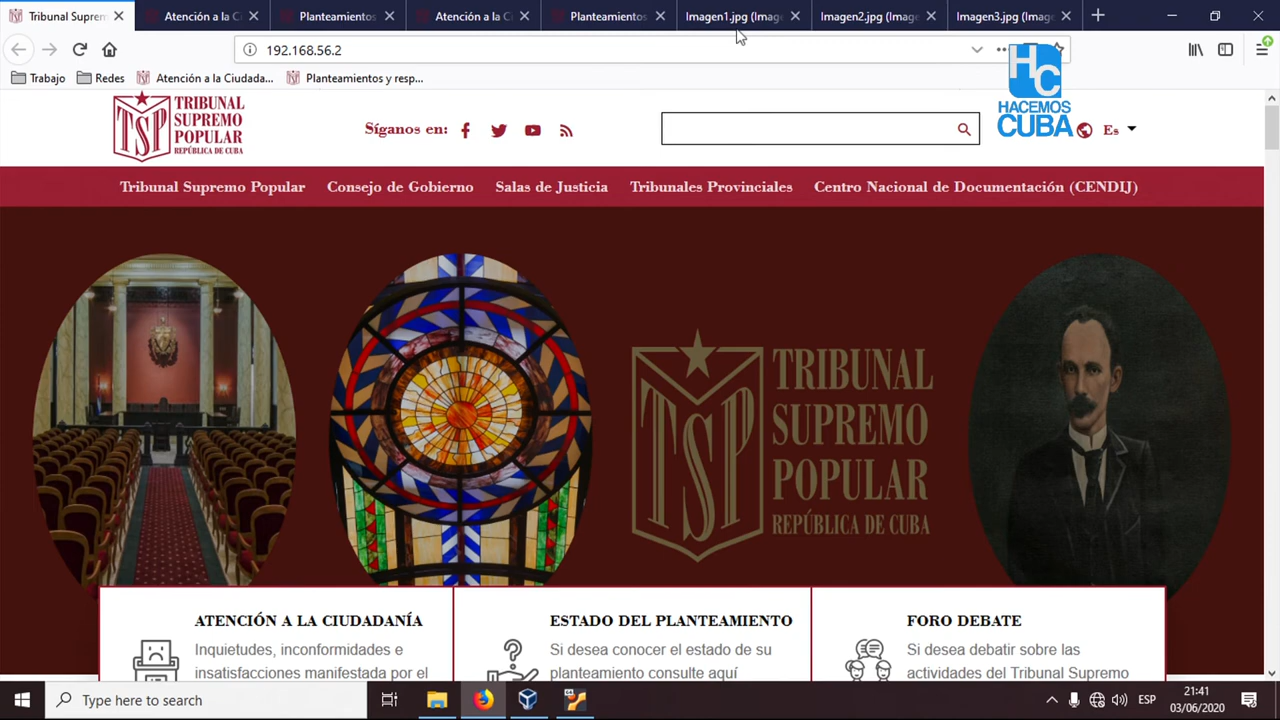 Tribunal Suprem
Atención a la Ci
Planteamientos
Atención a la Ci
Planteamientos
Imagen1.jpg (Image
Imagen2.jpg (Image
Imagen3.jpg (Image
192.168.56.2
Trabajo
Redes
Atención a la Ciudada...
Planteamientos y resp...
HC
HACEMOS
CUBA
TSP
TRIBUNAL
SUPREMO
POPULAR
REPÚBLICA DE CUBA
Síganos en:
Es
Tribunal Supremo Popular
Consejo de Gobierno
Salas de Justicia
Tribunales Provinciales
Centro Nacional de Documentación (CENDIJ)
TSP
TRIBUNAL
SUPREMO
POPULAR
REPÚBLICA DE CUBA
ATENCIÓN A LA CIUDADANÍA
Inquietudes, inconformidades e
insatisfacciones manifestada por el
ESTADO DEL PLANTEAMIENTO
Si desea conocer el estado de su
planteamiento consulte aquí
FORO DEBATE
Si desea debatir sobre las
actividades del Tribunal Supremo
Type here to search
ESP
21:41
03/06/2020